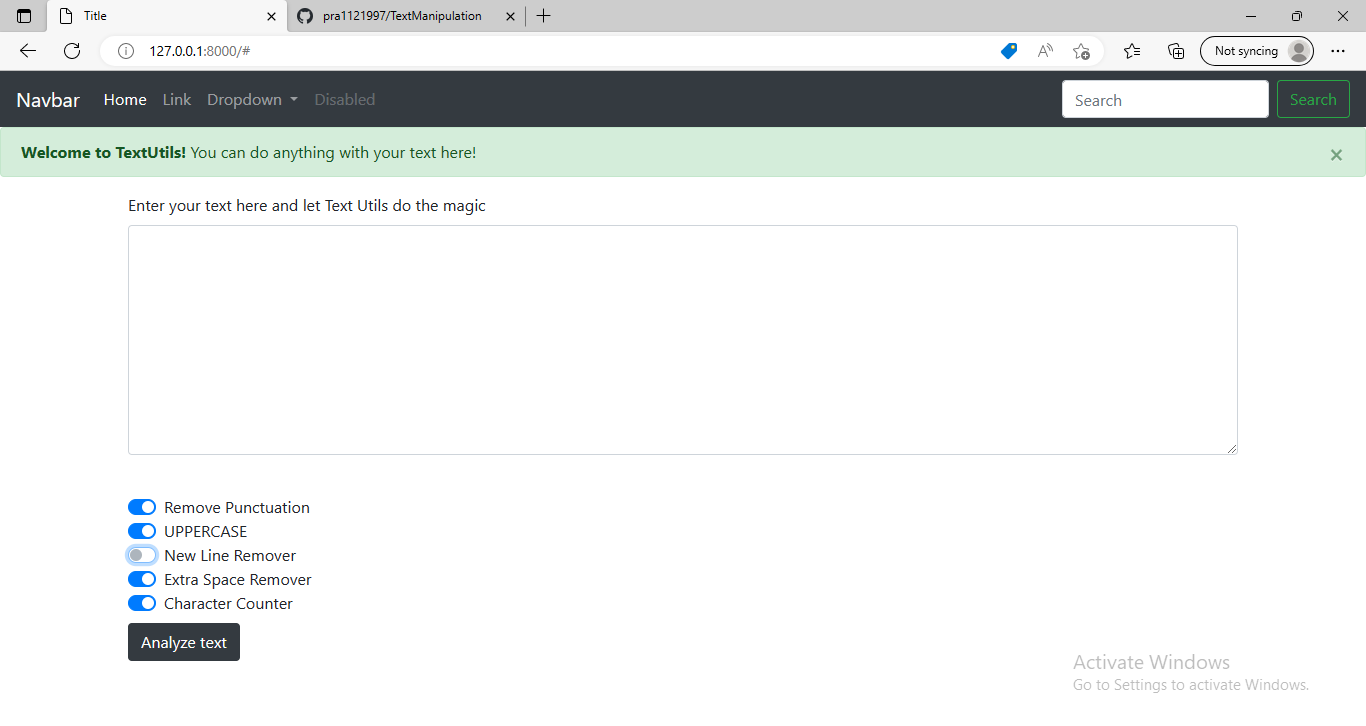 Title
pra1121997/TextManipulation
127.0.0.1:8000/#
Not syncing
Navbar Home Link Dropdown Disabled Search Search
Welcome to TextUtils! You can do anything with your text here!
Enter your text here and let Text Utils do the magic
Remove Punctuation
UPPERCASE
New Line Remover
Extra Space Remover
Character Counter
Analyze text
Activate Windows
Go to Settings to activate Windows.